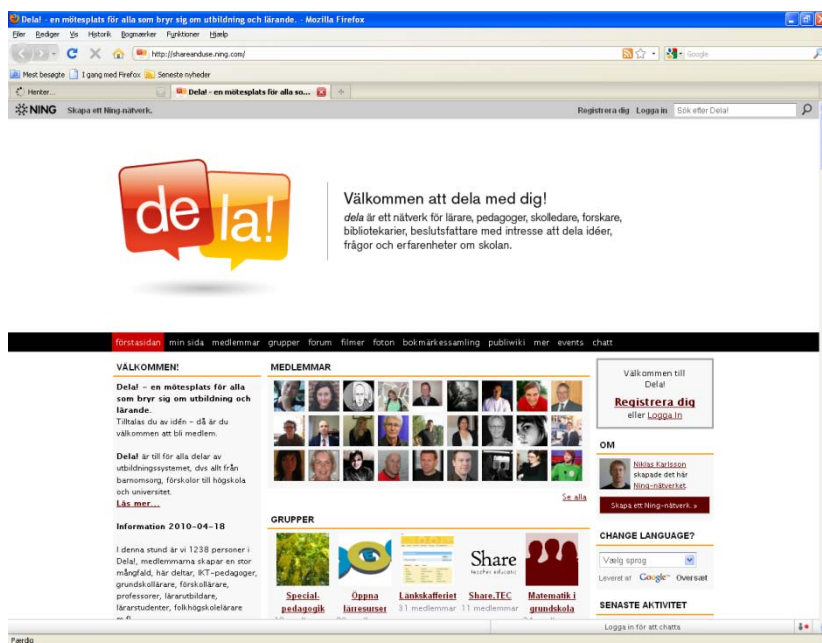 Dela! - en mötesplats för alla som bryr sig om utbildning och lärande. - Mozilla Firefox
Filer Rediger Vis Historik Bogmærker Funktioner Hjælp
http://shareanduse.ning.com/
Google
Mest besøgte I gang med Firefox Seneste nyheder
Henter...
Dela! - en mötesplats för alla so...
NING Skapa ett Ning-nätverk.
Registrera dig Logga in Sök efter Dela!
de la!
Välkommen att dela med dig!
dela är ett nätverk för lärare, pedagoger, skolledare, forskare,
bibliotekarier, beslutsfattare med intresse att dela idéer,
frågor och erfarenheter om skolan.
förstasidan min sida medlemmar grupper forum filmer foton bokmärkessamling publiwiki mer events chatt
VÄLKOMMEN!
Dela! – en mötesplats för alla
som bryr sig om utbildning och
lärande.
Tilltalas du av idén – då är du
välkommen att bli medlem.
Dela! är till för alla delar av
utbildningssystemet, dvs allt från
barnomsorg, förskolor till högskola
och universitet.
Läs mer...
Information 2010-04-18
I denna stund är vi 1238 personer i
Dela!, medlemmarna skapar en stor
mångfald, här deltar, IKT-pedagoger,
grundskollärare, förskollärare,
professorer, lärarutbildare,
lärarstudenter, folkhögskolelärare
m.fl
MEDLEMMAR
Se alla
GRUPPER
Share
Special-
pedagogik
Öppna
lärresurser
Länkskafferiet
31 medlemmar
Share.TEC
11 medlemmar
Matematik i
grundskola
Välkommen till
Dela!
Registrera dig
eller Logga In
OM
Niklas Karlsson
skapade det här
Ning-nätverket.
Skapa ett Ning-nätverk. »
CHANGE LANGUAGE?
Vælg sprog
Leveret af Google Oversæt
SENASTE AKTIVITET
Logga in för att chatta
Færdig